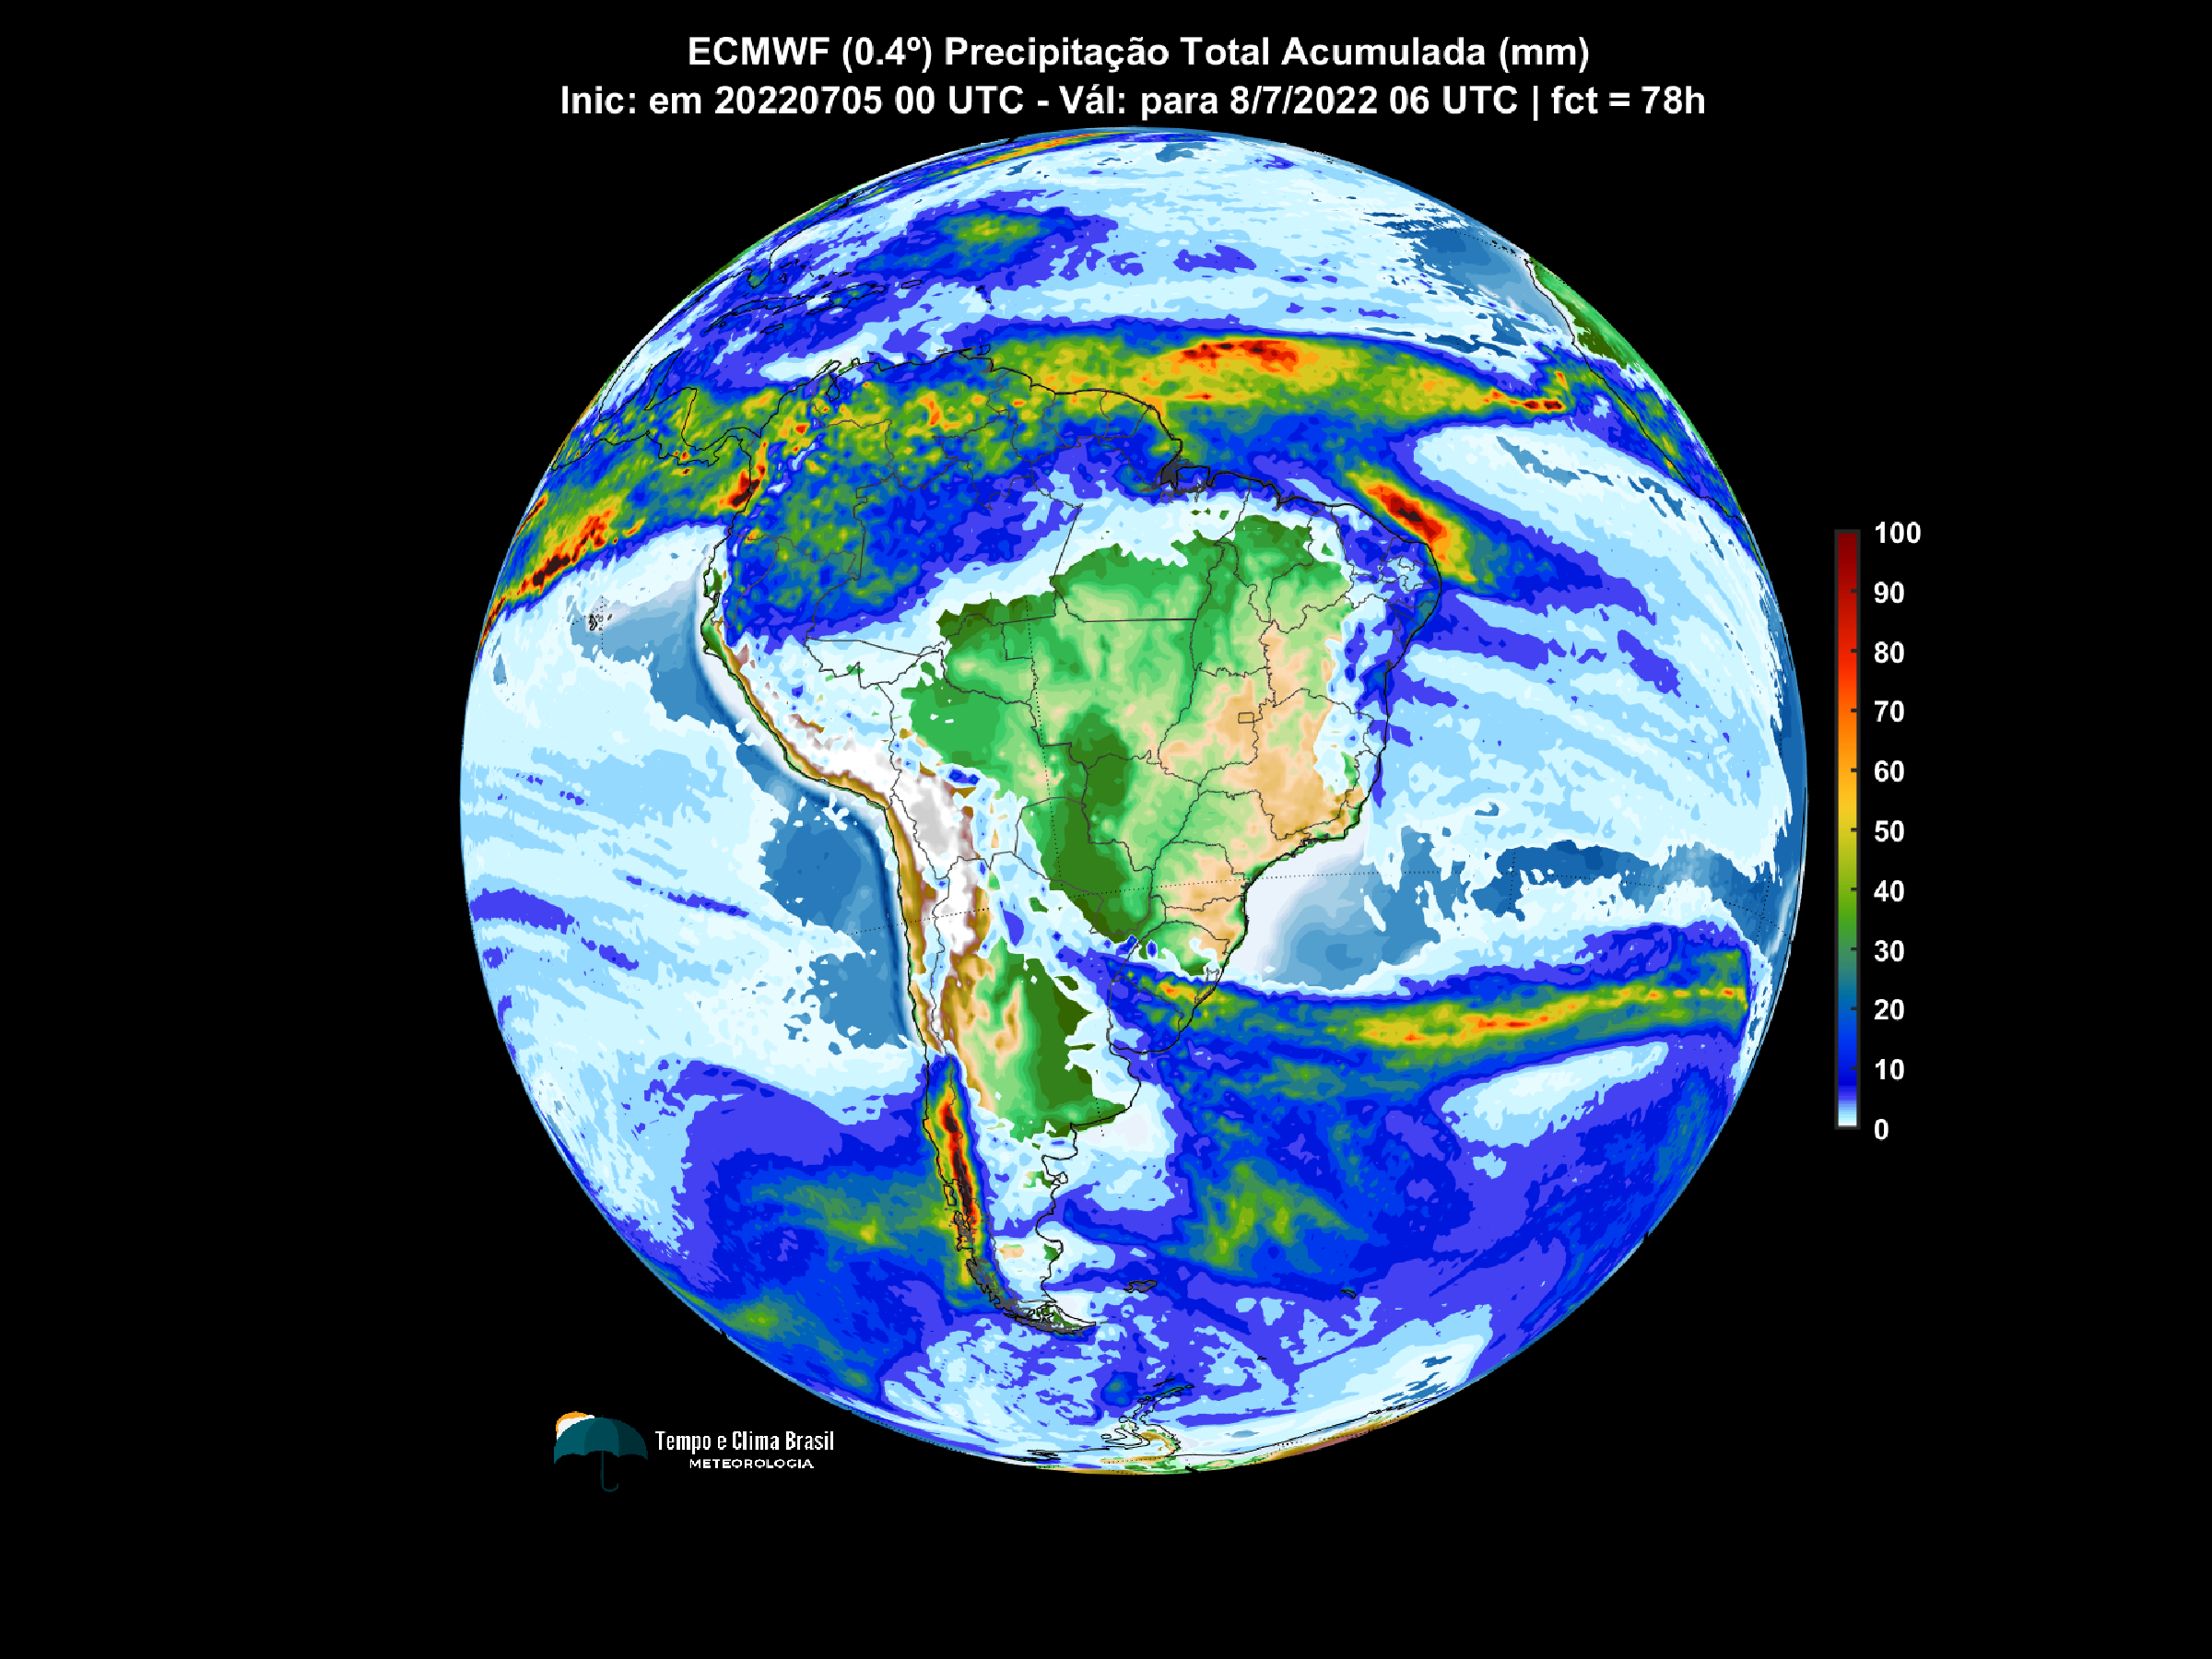 ECMWF (0.4º) Precipitação Total Acumulada (mm)
Inic: em 20220705 00 UTC - Vál: para 8/7/2022 06 UTC | fct = 78h
100
90
80
70
60
50
40
30
20
10
0
Tempo e Clima Brasil
METEOROLOGIA